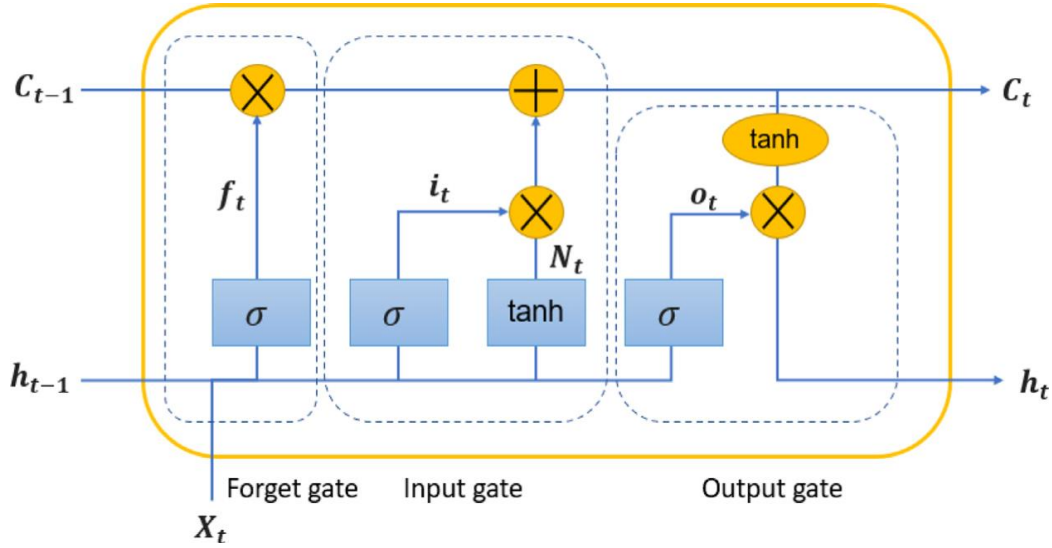 C_{t-1}
C_t
tanh
f_t
i_t
o_t
N_t
σ
σ
tanh
σ
h_{t-1}
h_t
Forget gate
Input gate
Output gate
X_t